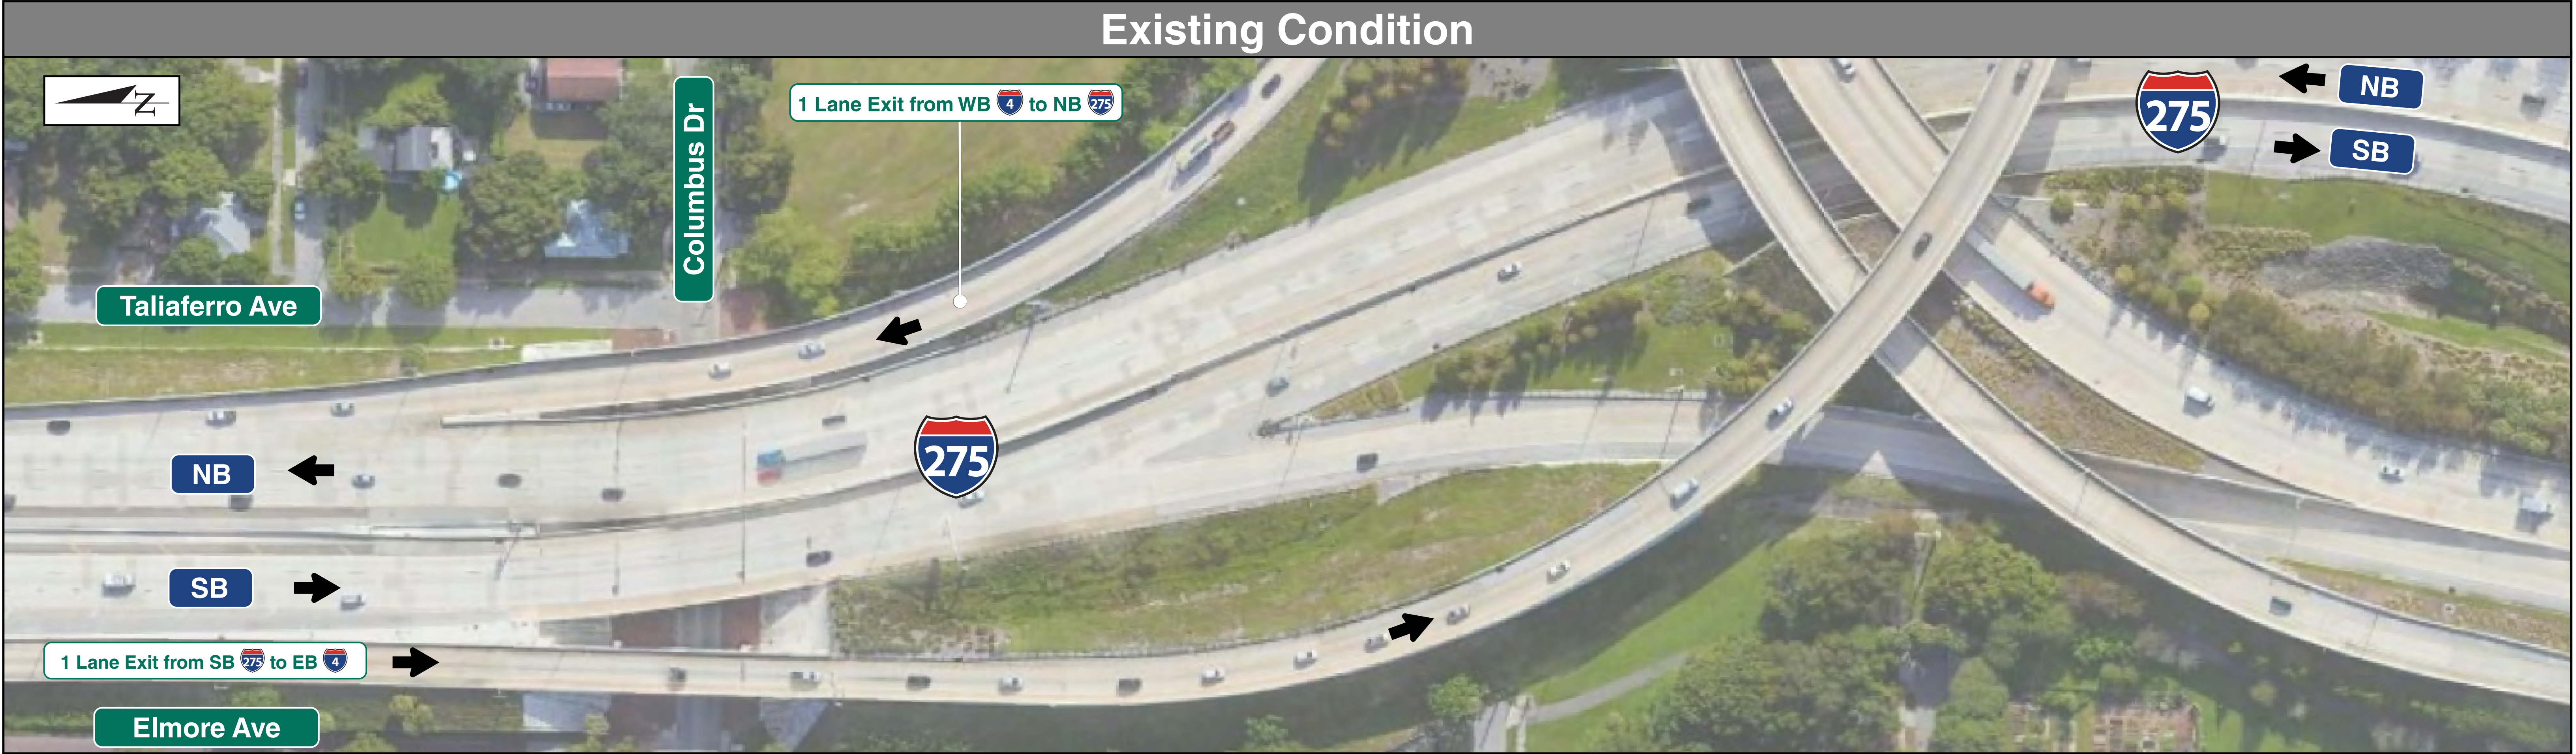 Existing Condition
Z
Columbus Dr
1 Lane Exit from WB 4 to NB 275
275
NB
SB
Taliaferro Ave
275
NB
SB
1 Lane Exit from SB 275 to EB 4
Elmore Ave